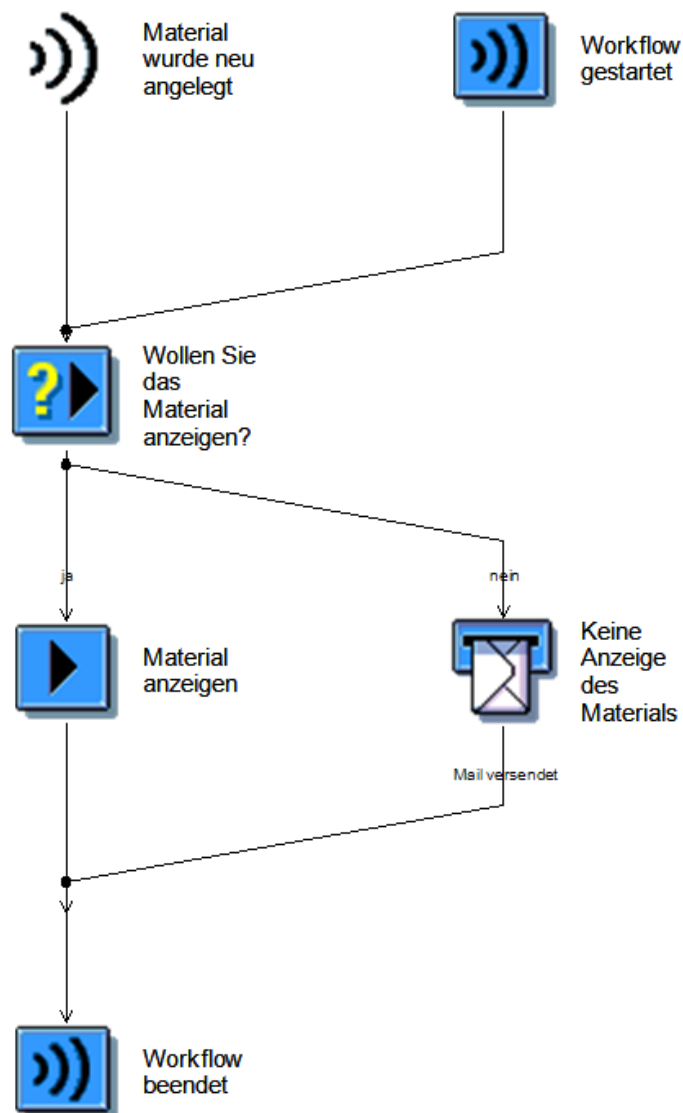 Material
wurde neu
angelegt
Workflow
gestartet
?
Wollen Sie
das
Material
anzeigen?
ja
nein
Material
anzeigen
Keine
Anzeige
des
Materials
Mail versendet
Workflow
beendet